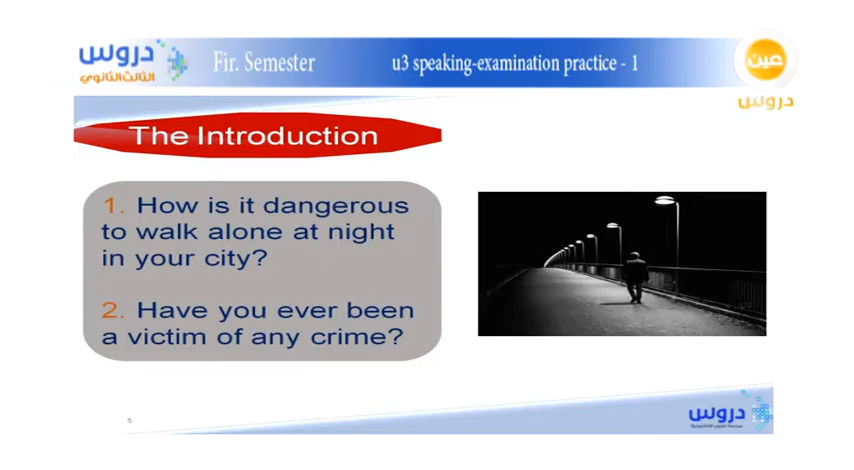 دروس
الثالث الثانوي
Fir. Semester
u3 speaking-examination practice - 1
عين
دروس
The Introduction
1. How is it dangerous
to walk alone at night
in your city?
2. Have you ever been
a victim of any crime?
5
دروس